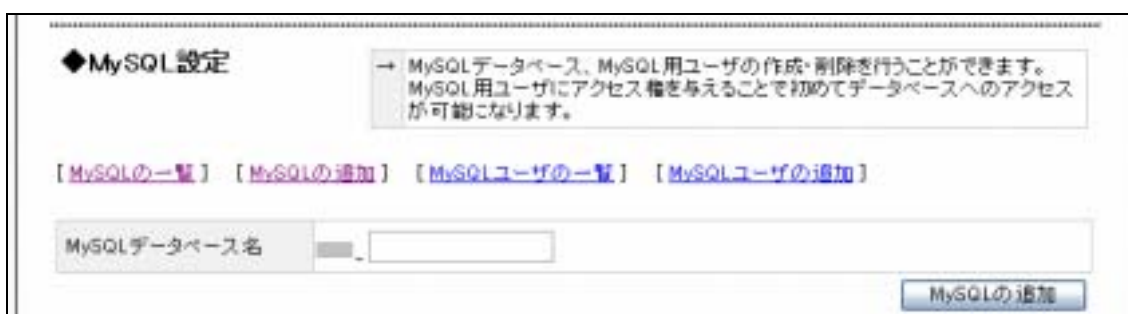 ◆MySQL設定
→ MySQLデータベース、MySQL用ユーザの作成・削除を行うことができます。
MySQL用ユーザにアクセス権を与えることで初めてデータベースへのアクセス
が可能になります。
[MySQLの一覧] [MySQLの追加] [MySQLユーザの一覧] [MySQLユーザの追加]
MySQLデータベース名 _
MySQLの追加